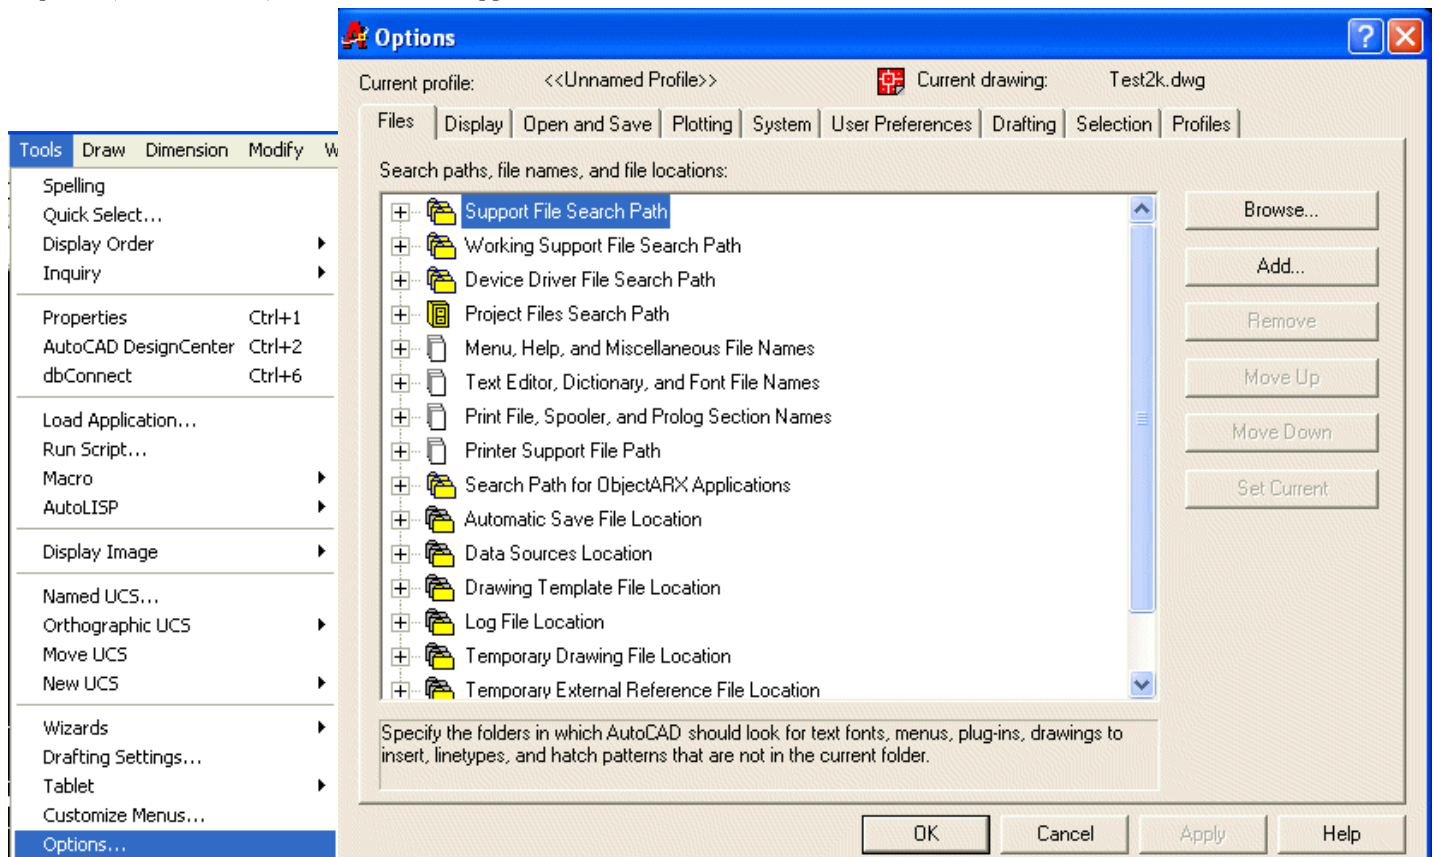 Options
Current profile: <<Unnamed Profile>> Current drawing: Test2k.dwg
Files Display Open and Save Plotting System User Preferences Drafting Selection Profiles
Search paths, file names, and file locations:
Support File Search Path
Working Support File Search Path
Device Driver File Search Path
Project Files Search Path
Menu, Help, and Miscellaneous File Names
Text Editor, Dictionary, and Font File Names
Print File, Spooler, and Prolog Section Names
Printer Support File Path
Search Path for ObjectARX Applications
Automatic Save File Location
Data Sources Location
Drawing Template File Location
Log File Location
Temporary Drawing File Location
Temporary External Reference File Location
Browse...
Add...
Remove
Move Up
Move Down
Set Current
Specify the folders in which AutoCAD should look for text fonts, menus, plug-ins, drawings to
insert, linetypes, and hatch patterns that are not in the current folder.
OK Cancel Apply Help
Tools Draw Dimension Modify W
Spelling
Quick Select...
Display Order
Inquiry
Properties Ctrl+1
AutoCAD DesignCenter Ctrl+2
dbConnect Ctrl+6
Load Application...
Run Script...
Macro
AutoLISP
Display Image
Named UCS...
Orthographic UCS
Move UCS
New UCS
Wizards
Drafting Settings...
Tablet
Customize Menus...
Options...